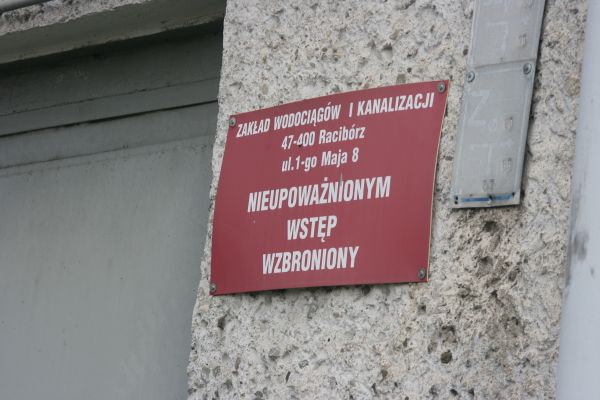 ZAKŁAD WODOCIĄGÓW I KANALIZACJI
47-400 Racibórz
ul.1-go Maja 8
NIEUPOWAŻNIONYM
WSTĘP
WZBRONIONY